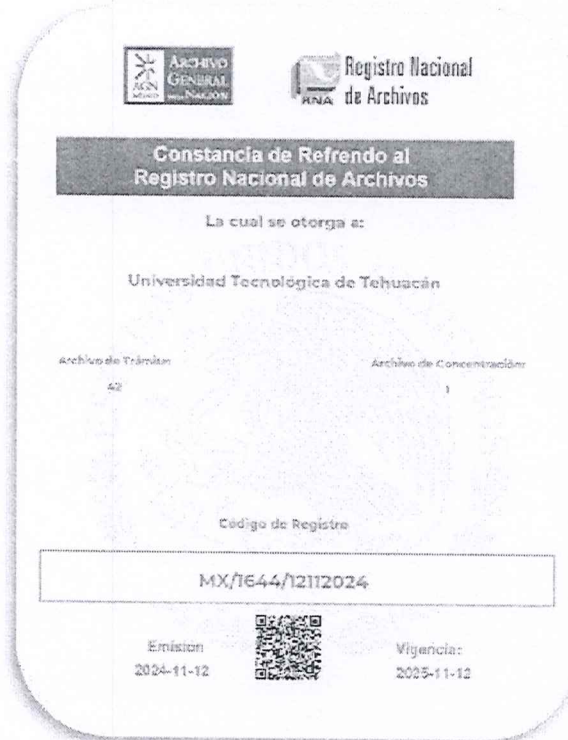 AGN
MÉXICO
ARCHIVO
GENERAL
DE LA NACIÓN
RNA
Registro Nacional
de Archivos
Constancia de Refrendo al
Registro Nacional de Archivos
La cual se otorga a:
Universidad Tecnológica de Tehuacán
Archivo de Trámite:
42
Archivo de Concentración:
1
Código de Registro
MX/1644/12112024
Emisión
2024-11-12
Vigencia:
2025-11-12